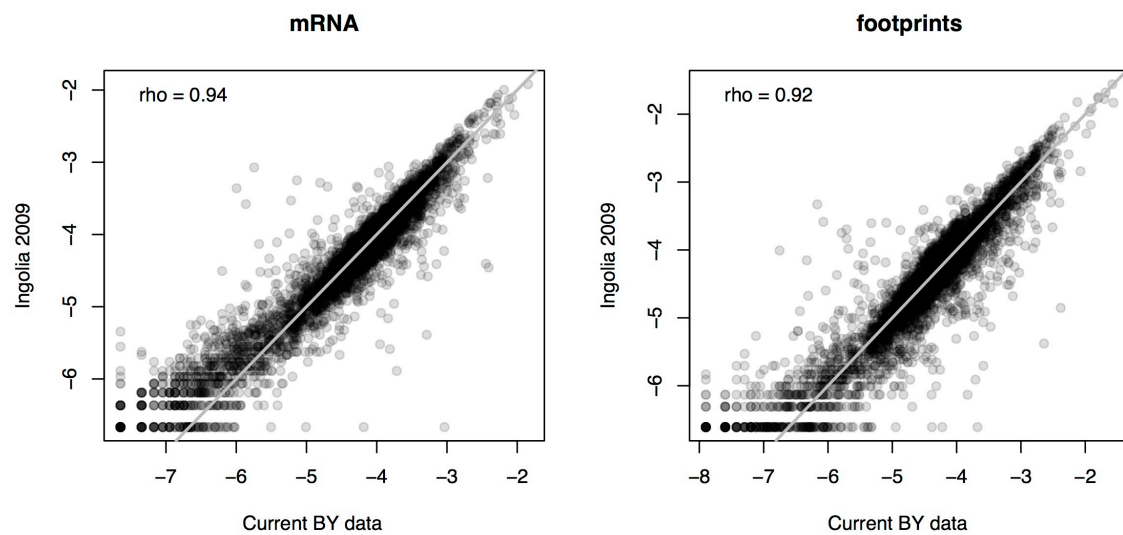 mRNA
rho = 0.94
−2
−3
−4
−5
−6
Ingolia 2009
−7 −6 −5 −4 −3 −2
Current BY data
footprints
rho = 0.92
−2
−3
−4
−5
−6
Ingolia 2009
−8 −7 −6 −5 −4 −3 −2
Current BY data